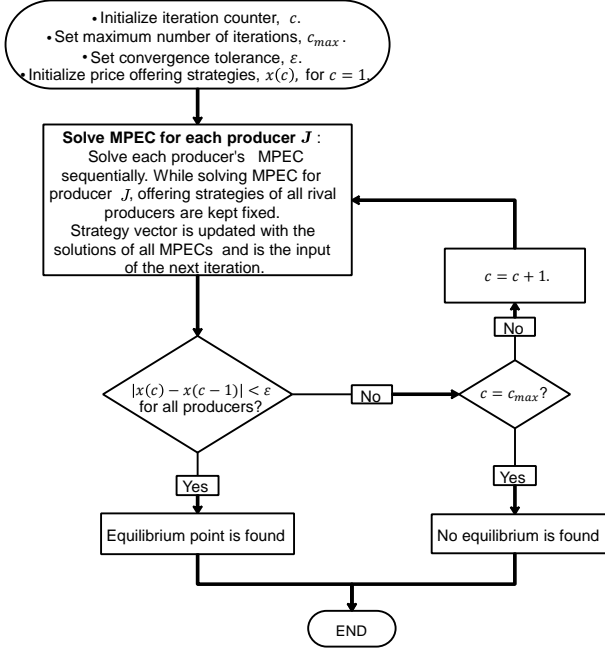 • Initialize iteration counter, c.
• Set maximum number of iterations, c_max.
• Set convergence tolerance, ε.
• Initialize price offering strategies, x(c), for c = 1.
Solve MPEC for each producer J :
Solve each producer's MPEC
sequentially. While solving MPEC for
producer J, offering strategies of all rival
producers are kept fixed.
Strategy vector is updated with the
solutions of all MPECs and is the input
of the next iteration.
c = c + 1.
No
|x(c) − x(c − 1)| < ε
for all producers?
No
c = c_max?
Yes
Yes
Equilibrium point is found
No equilibrium is found
END